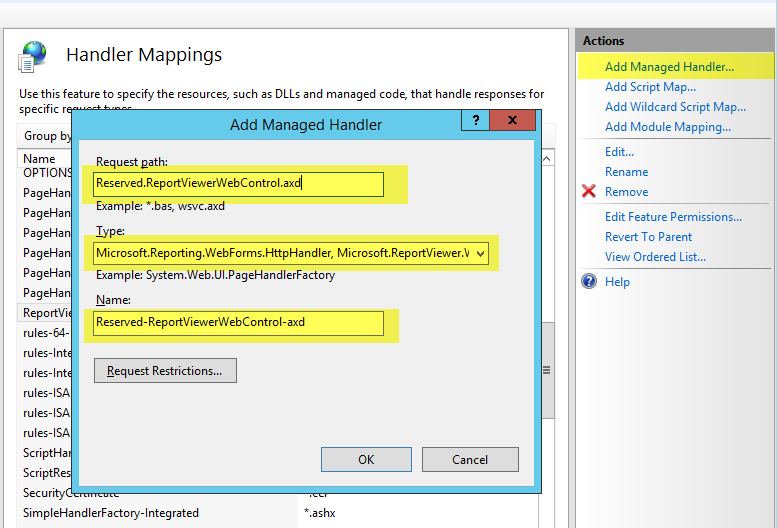 Handler Mappings
Use this feature to specify the resources, such as DLLs and managed code, that handle responses for
specific request types.
Group by
Name
OPTIONS
PageHan
PageHan
PageHan
PageHan
PageHan
PageHan
ReportVie
rules-64-
rules-Inte
rules-Inte
rules-ISA
rules-ISA
rules-ISA
ScriptHan
ScriptRes
SecurityCertificate
.cer
SimpleHandlerFactory-Integrated
*.ashx
Add Managed Handler
?
x
Request path:
Reserved.ReportViewerWebControl.axd
Example: *.bas, wsvc.axd
Type:
Microsoft.Reporting.WebForms.HttpHandler, Microsoft.ReportViewer.W
Example: System.Web.UI.PageHandlerFactory
Name:
Reserved-ReportViewerWebControl-axd
Request Restrictions...
OK
Cancel
Actions
Add Managed Handler...
Add Script Map...
Add Wildcard Script Map...
Add Module Mapping...
Edit...
Rename
Remove
Edit Feature Permissions...
Revert To Parent
View Ordered List...
Help